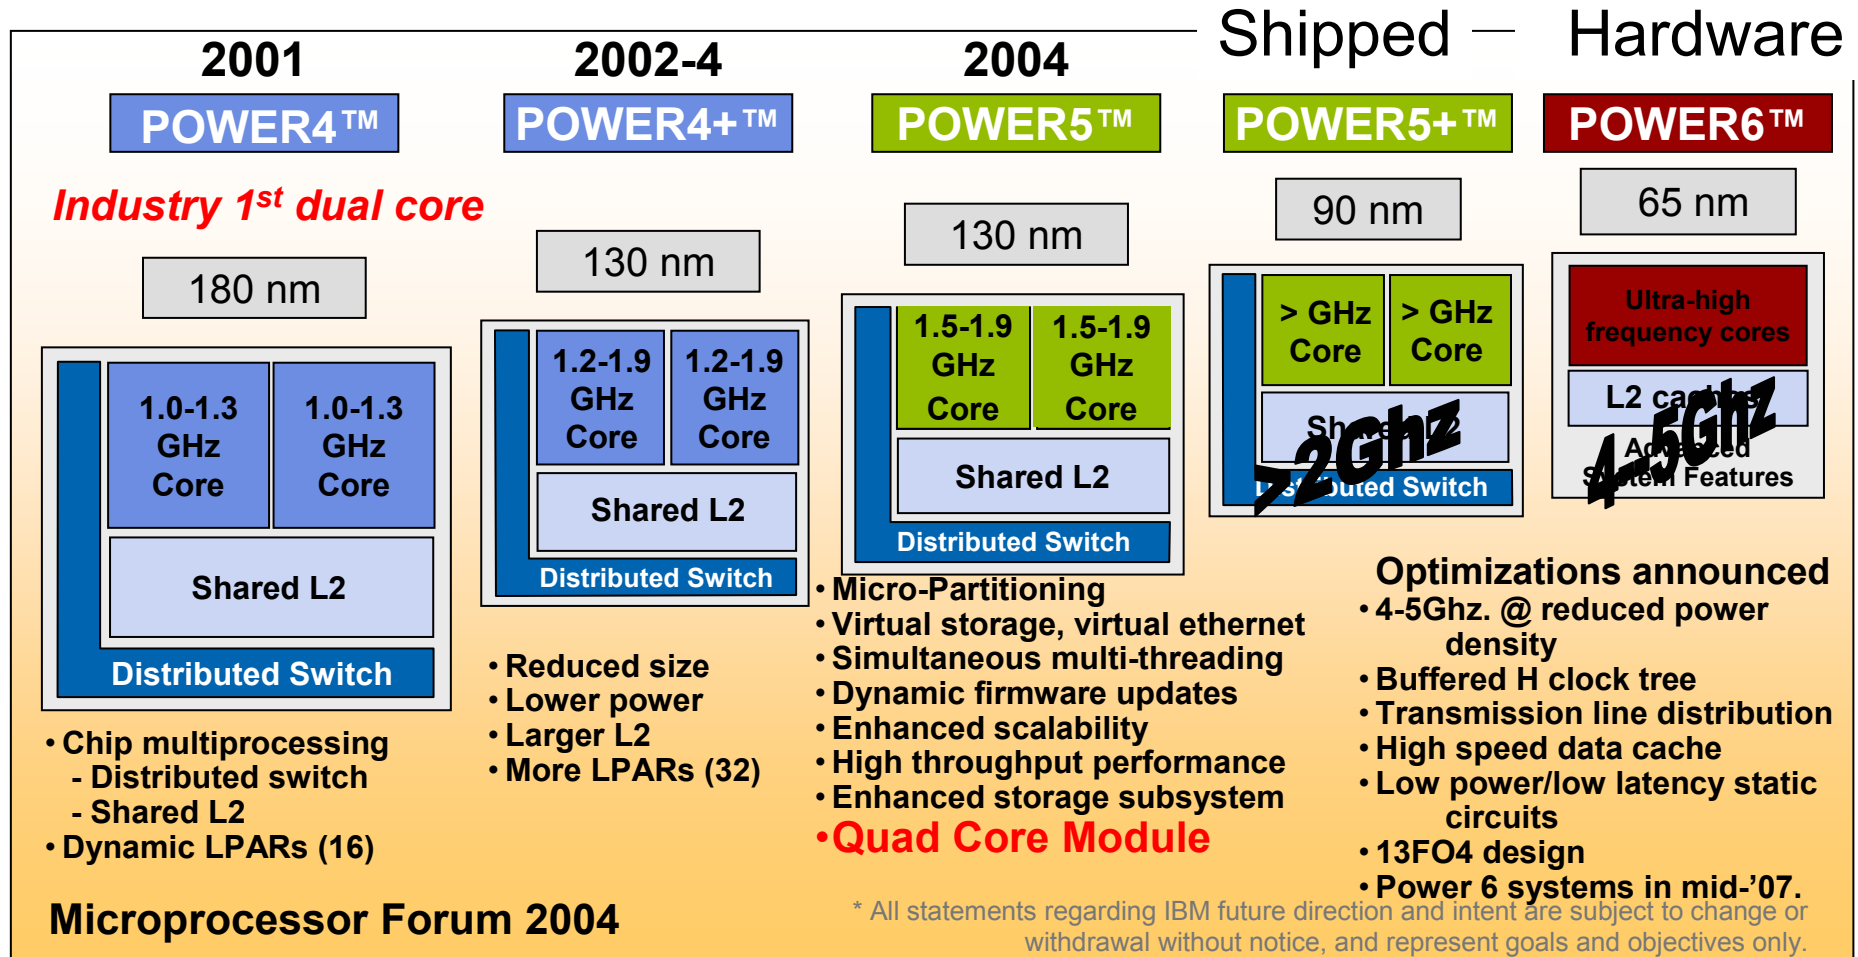 2001
POWER4™
Industry 1st dual core
180 nm
1.0-1.3
GHz
Core
1.0-1.3
GHz
Core
Shared L2
Distributed Switch
• Chip multiprocessing
- Distributed switch
- Shared L2
• Dynamic LPARs (16)
2002-4
POWER4+™
130 nm
1.2-1.9
GHz
Core
1.2-1.9
GHz
Core
Shared L2
Distributed Switch
• Reduced size
• Lower power
• Larger L2
• More LPARs (32)
2004
POWER5™
130 nm
1.5-1.9
GHz
Core
1.5-1.9
GHz
Core
Shared L2
Distributed Switch
• Micro-Partitioning
• Virtual storage, virtual ethernet
• Simultaneous multi-threading
• Dynamic firmware updates
• Enhanced scalability
• High throughput performance
• Enhanced storage subsystem
• Quad Core Module
Shipped
POWER5+™
90 nm
> GHz
Core
> GHz
Core
Shared L2
>2Ghz
Distributed Switch
Hardware
POWER6™
65 nm
Ultra-high
frequency cores
L2 caches
4-5Ghz
Advanced
System Features
Optimizations announced
• 4-5Ghz. @ reduced power
density
• Buffered H clock tree
• Transmission line distribution
• High speed data cache
• Low power/low latency static
circuits
• 13FO4 design
• Power 6 systems in mid-’07.
Microprocessor Forum 2004
* All statements regarding IBM future direction and intent are subject to change or
withdrawal without notice, and represent goals and objectives only.